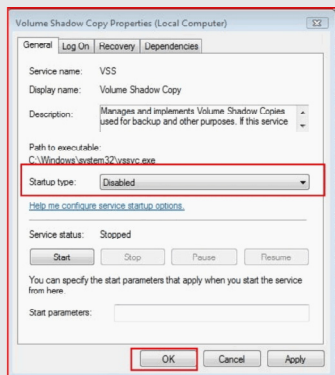 Volume Shadow Copy Properties (Local Computer)
General Log On Recovery Dependencies
Service name: VSS
Display name: Volume Shadow Copy
Description: Manages and implements Volume Shadow Copies
used for backup and other purposes. If this service
Path to executable:
C:\Windows\system32\vssvc.exe
Startup type: Disabled
Help me configure service startup options.
Service status: Stopped
Start Stop Pause Resume
You can specify the start parameters that apply when you start the service
from here.
Start parameters:
OK Cancel Apply